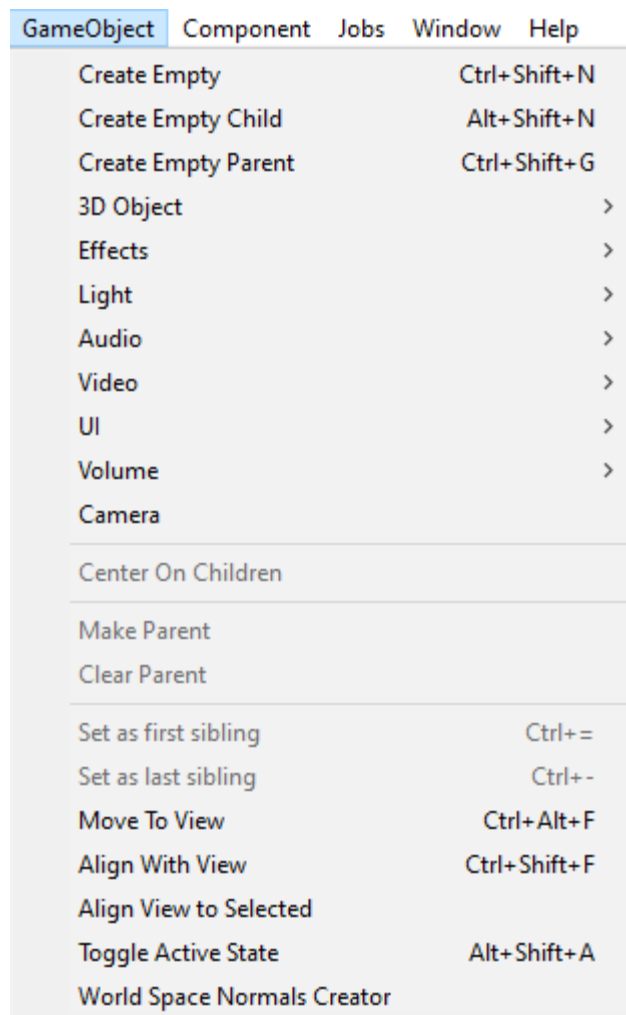 GameObject Component Jobs Window Help
Create Empty Ctrl+Shift+N
Create Empty Child Alt+Shift+N
Create Empty Parent Ctrl+Shift+G
3D Object
Effects
Light
Audio
Video
UI
Volume
Camera
Center On Children
Make Parent
Clear Parent
Set as first sibling Ctrl+=
Set as last sibling Ctrl+-
Move To View Ctrl+Alt+F
Align With View Ctrl+Shift+F
Align View to Selected
Toggle Active State Alt+Shift+A
World Space Normals Creator